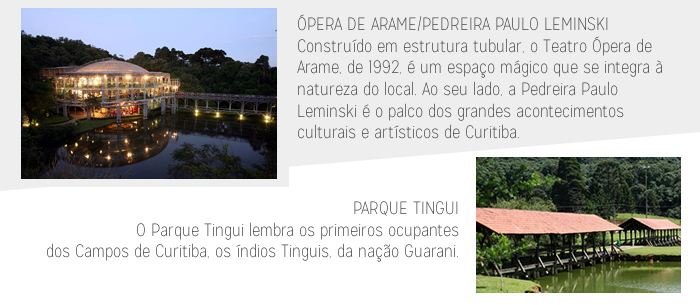 ÓPERA DE ARAME/PEDREIRA PAULO LEMINSKI
Construído em estrutura tubular, o Teatro Ópera de
Arame, de 1992, é um espaço mágico que se integra à
natureza do local. Ao seu lado, a Pedreira Paulo
Leminski é o palco dos grandes acontecimentos
culturais e artísticos de Curitiba.
PARQUE TINGUI
O Parque Tingui lembra os primeiros ocupantes
dos Campos de Curitiba, os índios Tinguis, da nação Guarani.